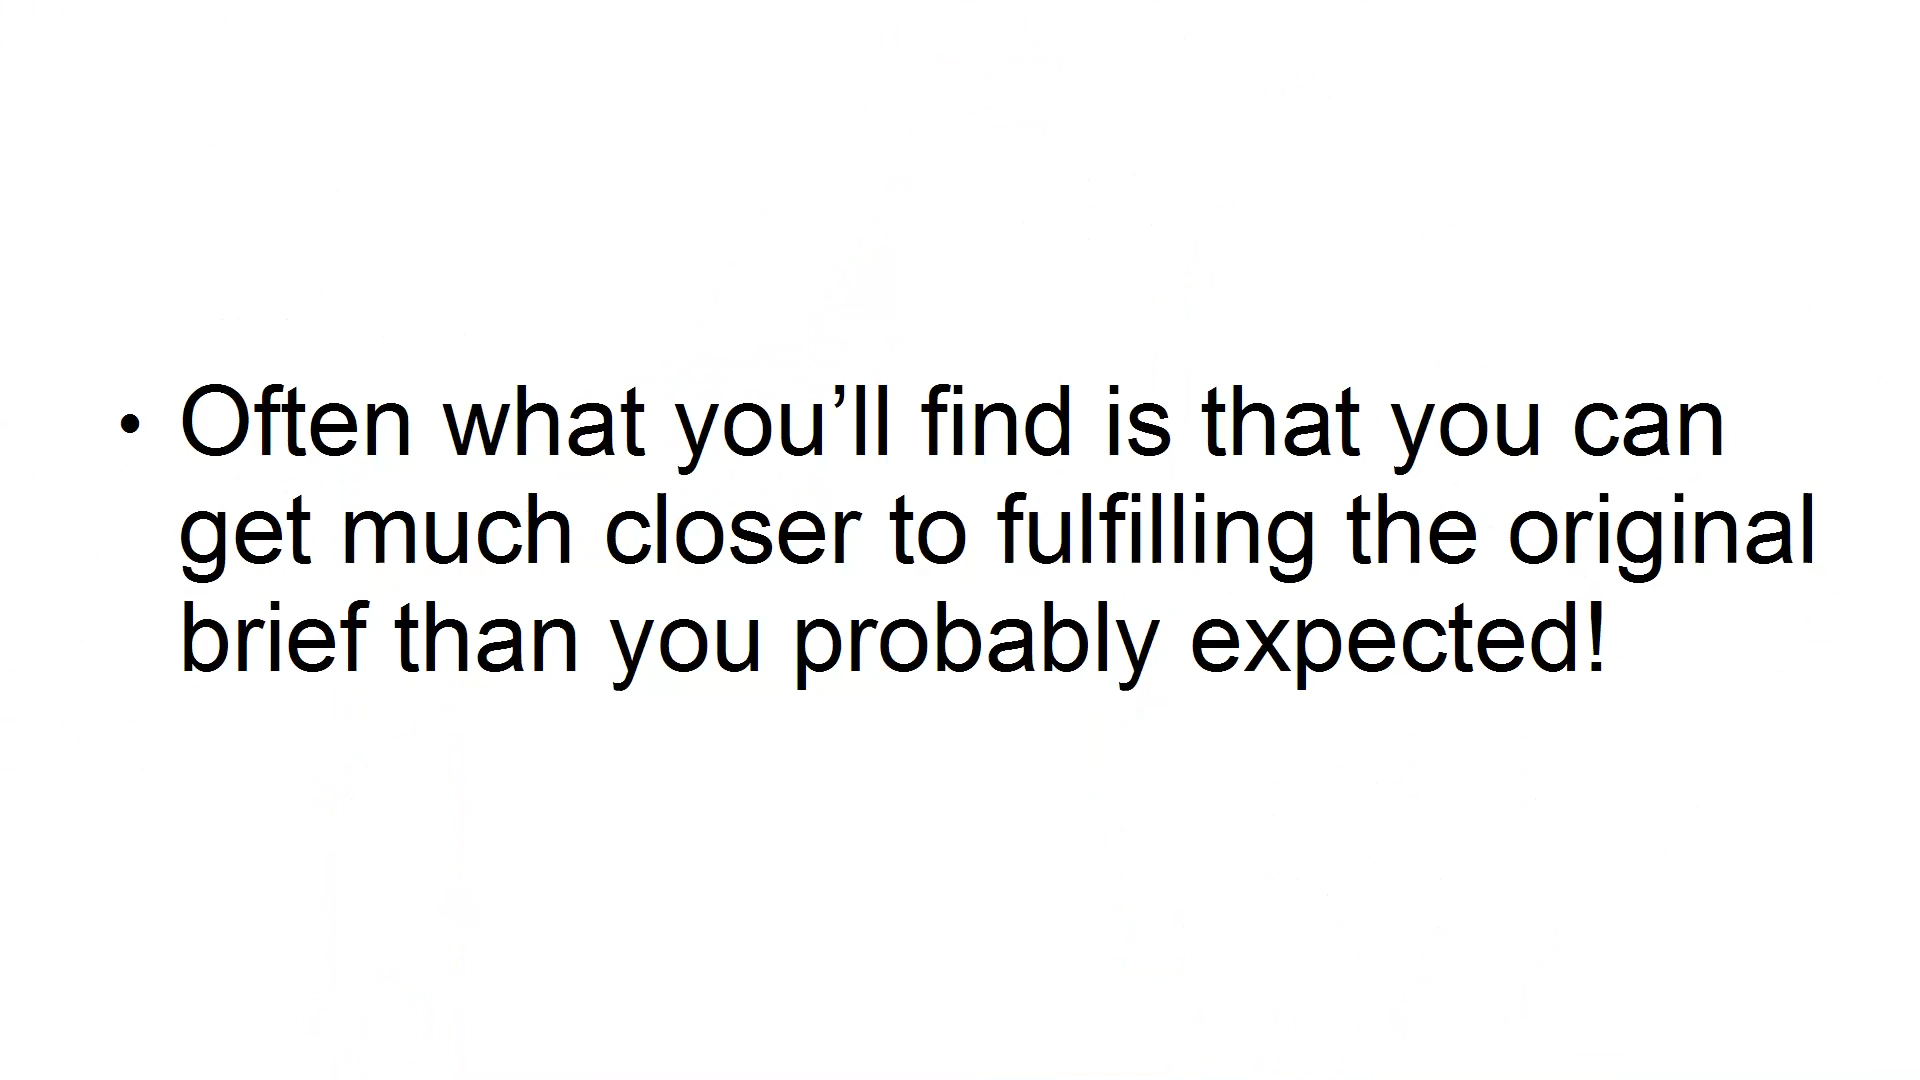 • Often what you’ll find is that you can
get much closer to fulfilling the original
brief than you probably expected!